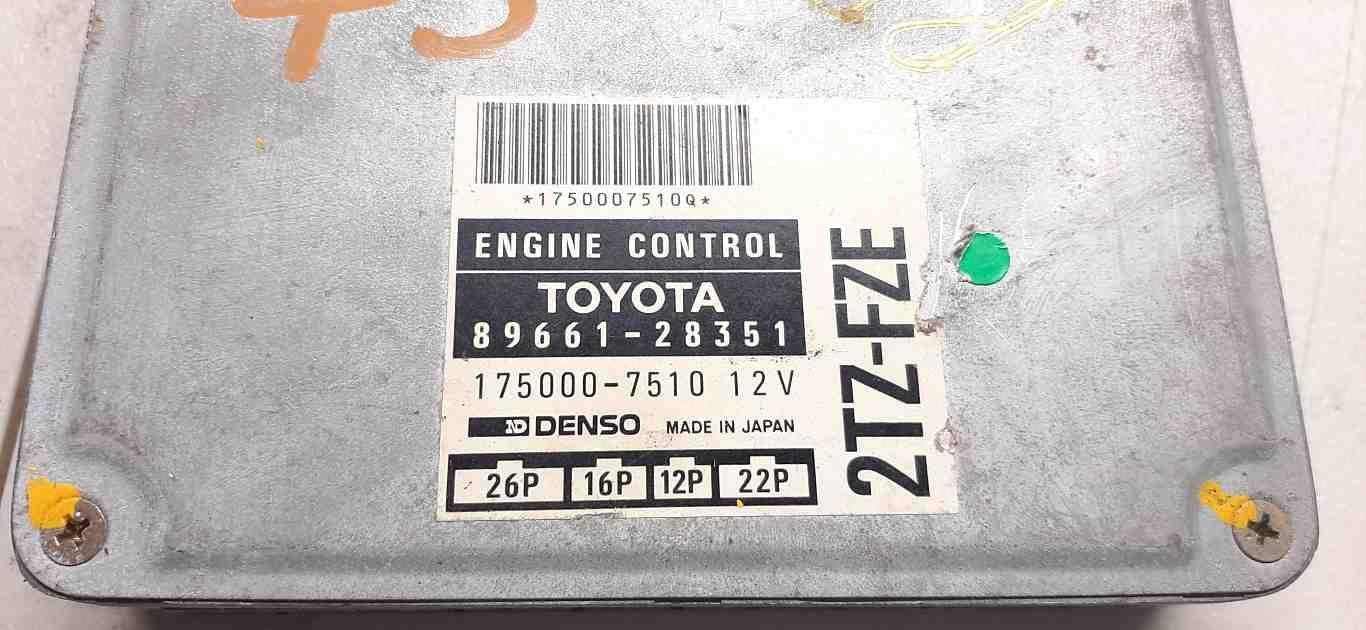 *1750007510Q*
ENGINE CONTROL
TOYOTA
89661-28351
175000-7510 12V
ND DENSO MADE IN JAPAN
26P 16P 12P 22P
2TZ-FZE